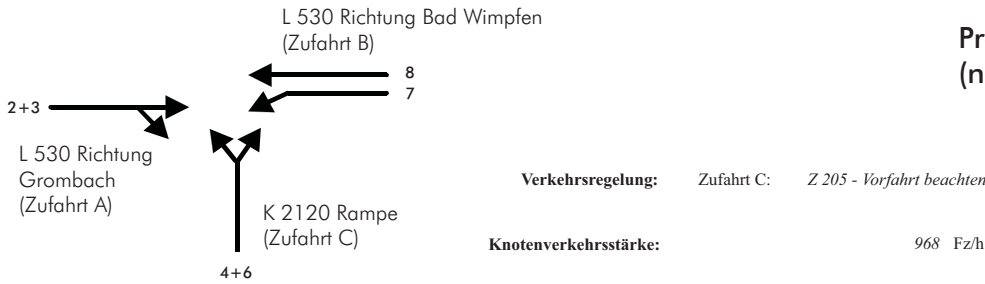 L 530 Richtung Bad Wimpfen
(Zufahrt B)
8
7
2+3
L 530 Richtung
Grombach
(Zufahrt A)
K 2120 Rampe
(Zufahrt C)
4+6
Pr
(n
Verkehrsregelung: Zufahrt C: Z 205 - Vorfahrt beachten
Knotenverkehrsstärke: 968 Fz/h